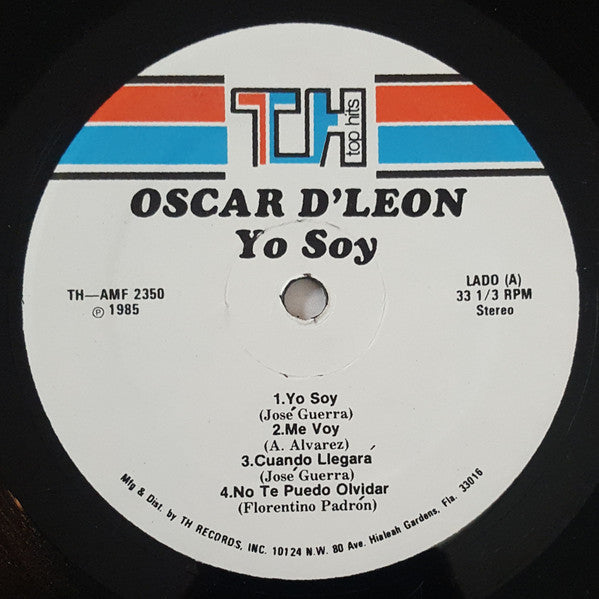 TH top hits
OSCAR D'LEON
Yo Soy
TH—AMF 2350
℗ 1985
LADO (A)
33 1/3 RPM
Stereo
1.Yo Soy
(José Guerra)
2.Me Voy
(A. Alvarez)
3.Cuando Llegará
(José Guerra)
4.No Te Puedo Olvidar
(Florentino Padrón)
Mfg & Dist. by TH RECORDS, INC. 10124 N.W. 80 Ave. Hialeah Gardens, Fla. 33016